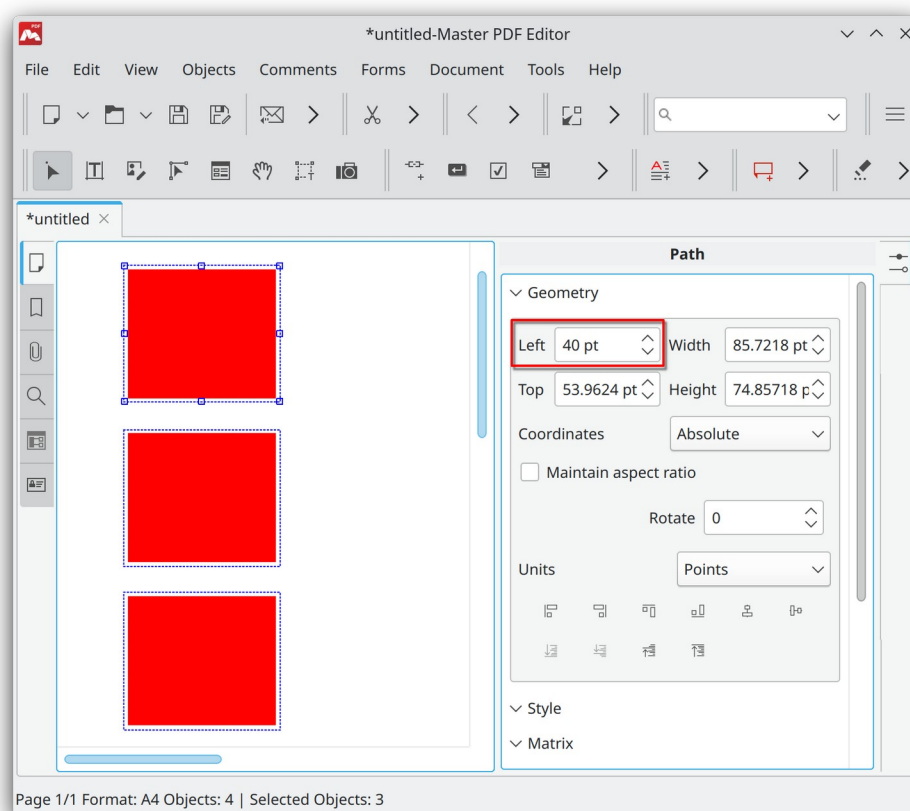 *untitled-Master PDF Editor
File Edit View Objects Comments Forms Document Tools Help
*untitled
Path
Geometry
Left 40 pt Width 85.7218 pt
Top 53.9624 pt Height 74.85718 p
Coordinates Absolute
Maintain aspect ratio
Rotate 0
Units Points
Style
Matrix
Page 1/1 Format: A4 Objects: 4 | Selected Objects: 3